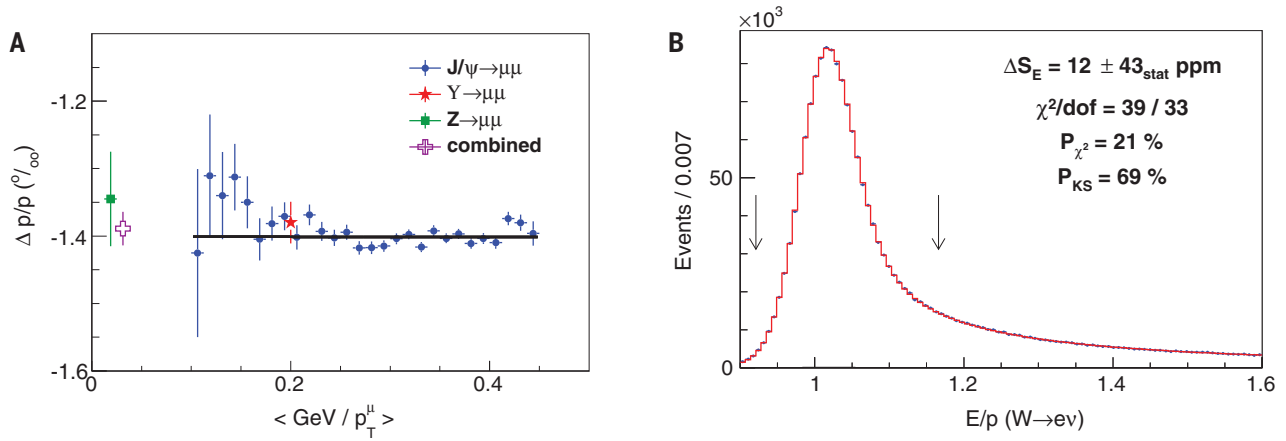 A
Δ p/p (⁰/₀₀)
-1.2
-1.4
-1.6
0
0.2
0.4
< GeV / p_T^μ >
J/ψ→μμ
Υ→μμ
Z→μμ
combined
B
×10³
Events / 0.007
50
0
1
1.2
1.4
1.6
E/p (W→eν)
ΔS_E = 12 ± 43_stat ppm
χ²/dof = 39 / 33
P_χ² = 21 %
P_KS = 69 %